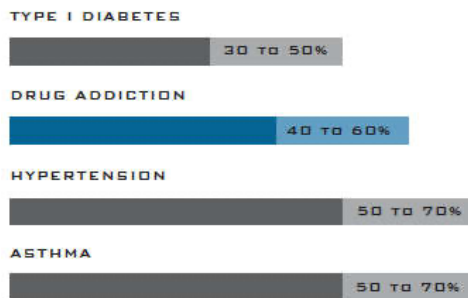 TYPE I DIABETES
30 TO 50%
DRUG ADDICTION
40 TO 60%
HYPERTENSION
50 TO 70%
ASTHMA
50 TO 70%